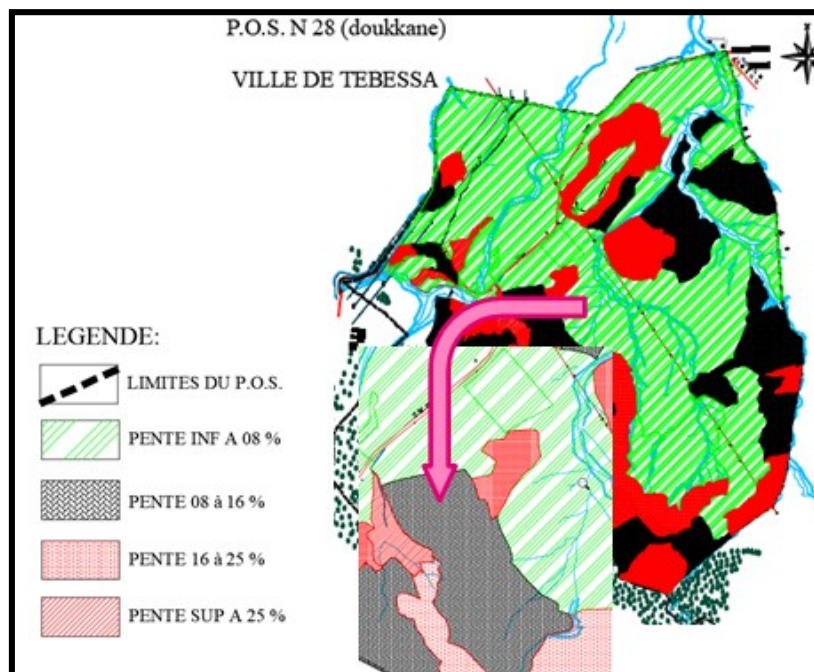 P.O.S. N 28 (doukkane)
VILLE DE TEBESSA
LEGENDE:
LIMITES DU P.O.S.
PENTE INF A 08 %
PENTE 08 à 16 %
PENTE 16 à 25 %
PENTE SUP A 25 %